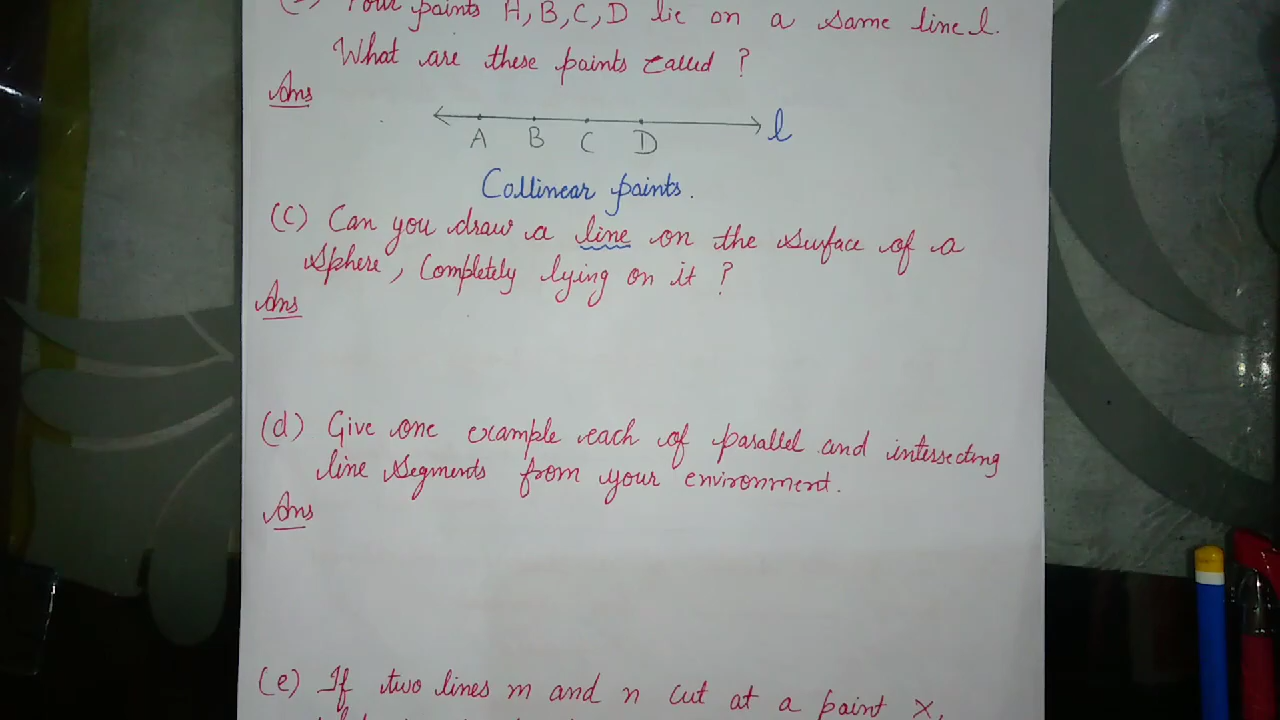 Four points A, B, C, D lie on a same line l.
What are these points called ?
Ans
l
A B C D
Collinear points.
(C) Can you draw a line on the surface of a
sphere, Completely lying on it ?
Ans
(d) Give one example each of parallel and intersecting
line segments from your environment.
Ans
(e) If two lines m and n cut at a point X,